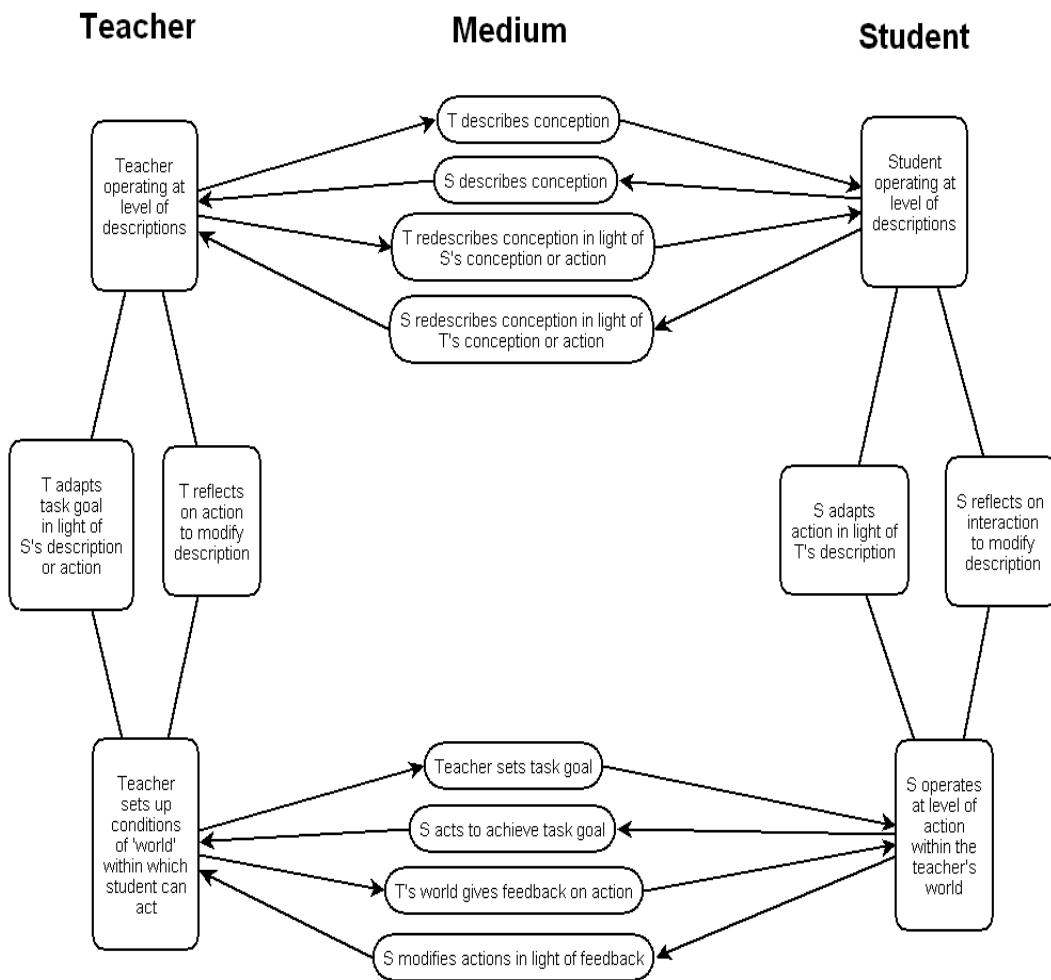 Teacher
Medium
Student
T describes conception
S describes conception
T redescribes conception in light of
S's conception or action
S redescribes conception in light of
T's conception or action
Teacher
operating at
level of
descriptions
Student
operating at
level of
descriptions
T adapts
task goal
in light of
S's description
or action
T reflects
on action
to modify
description
S adapts
action in light of
T's description
S reflects on
interaction
to modify
description
Teacher
sets up
conditions
of 'world'
within which
student can
act
Teacher sets task goal
S acts to achieve task goal
T's world gives feedback on action
S modifies actions in light of feedback
S operates
at level of
action
within the
teacher's
world